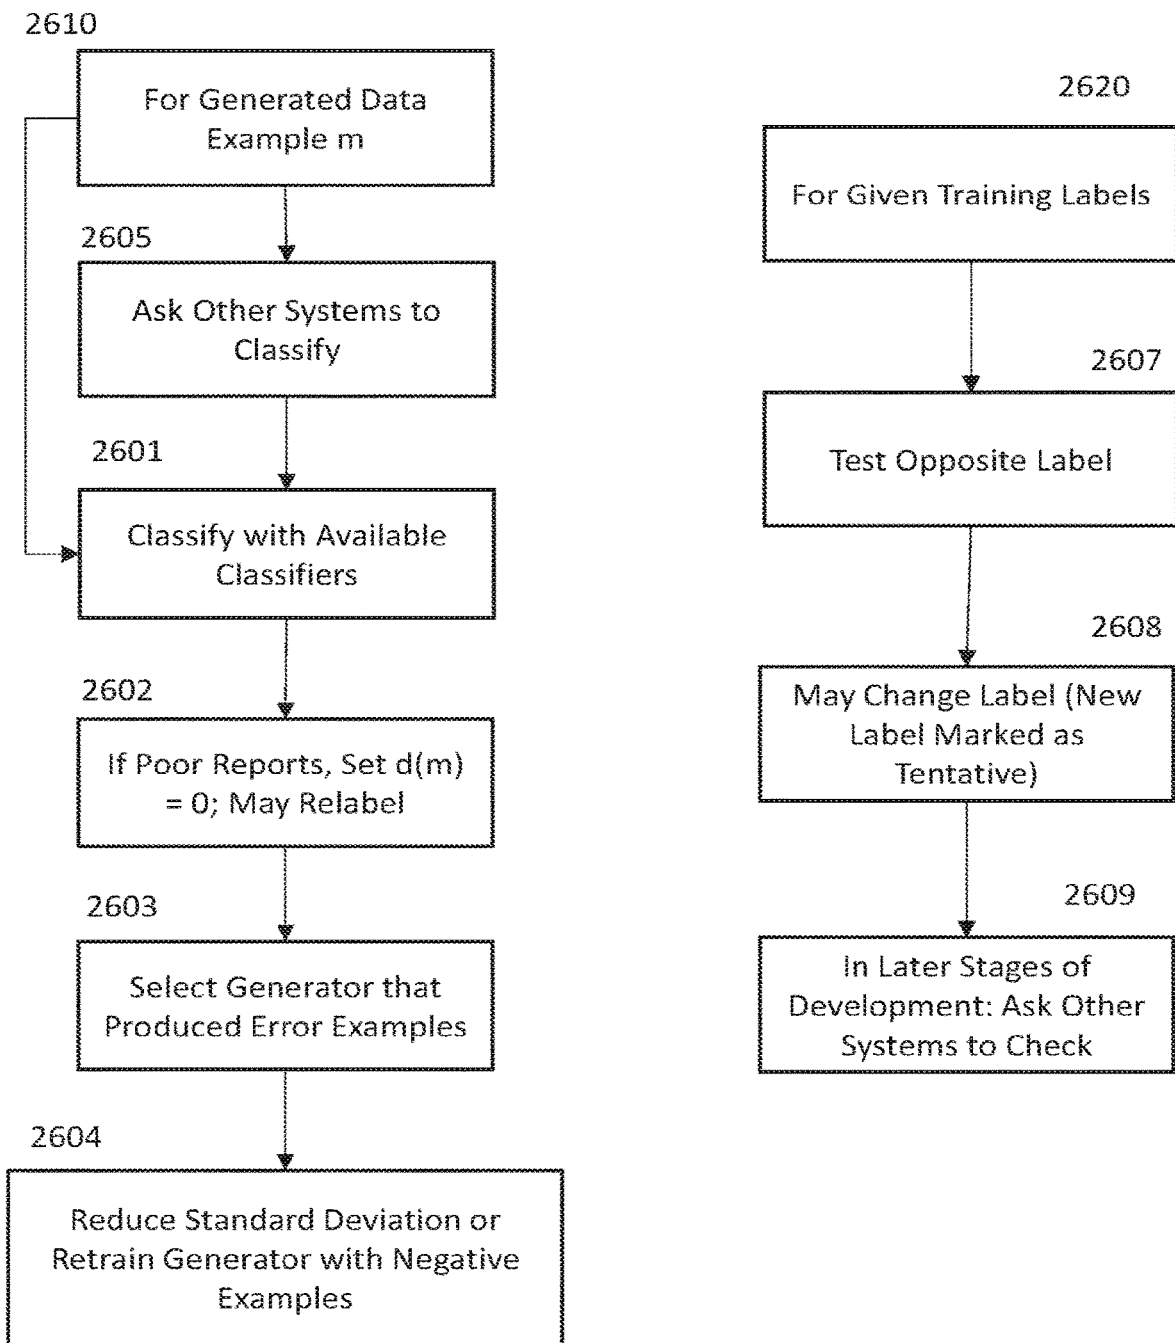 2610
For Generated Data
Example m
2605
Ask Other Systems to
Classify
2601
Classify with Available
Classifiers
2602
If Poor Reports, Set d(m)
= 0; May Relabel
2603
Select Generator that
Produced Error Examples
2604
Reduce Standard Deviation or
Retrain Generator with Negative
Examples
2620
For Given Training Labels
2607
Test Opposite Label
2608
May Change Label (New
Label Marked as
Tentative)
2609
In Later Stages of
Development: Ask Other
Systems to Check